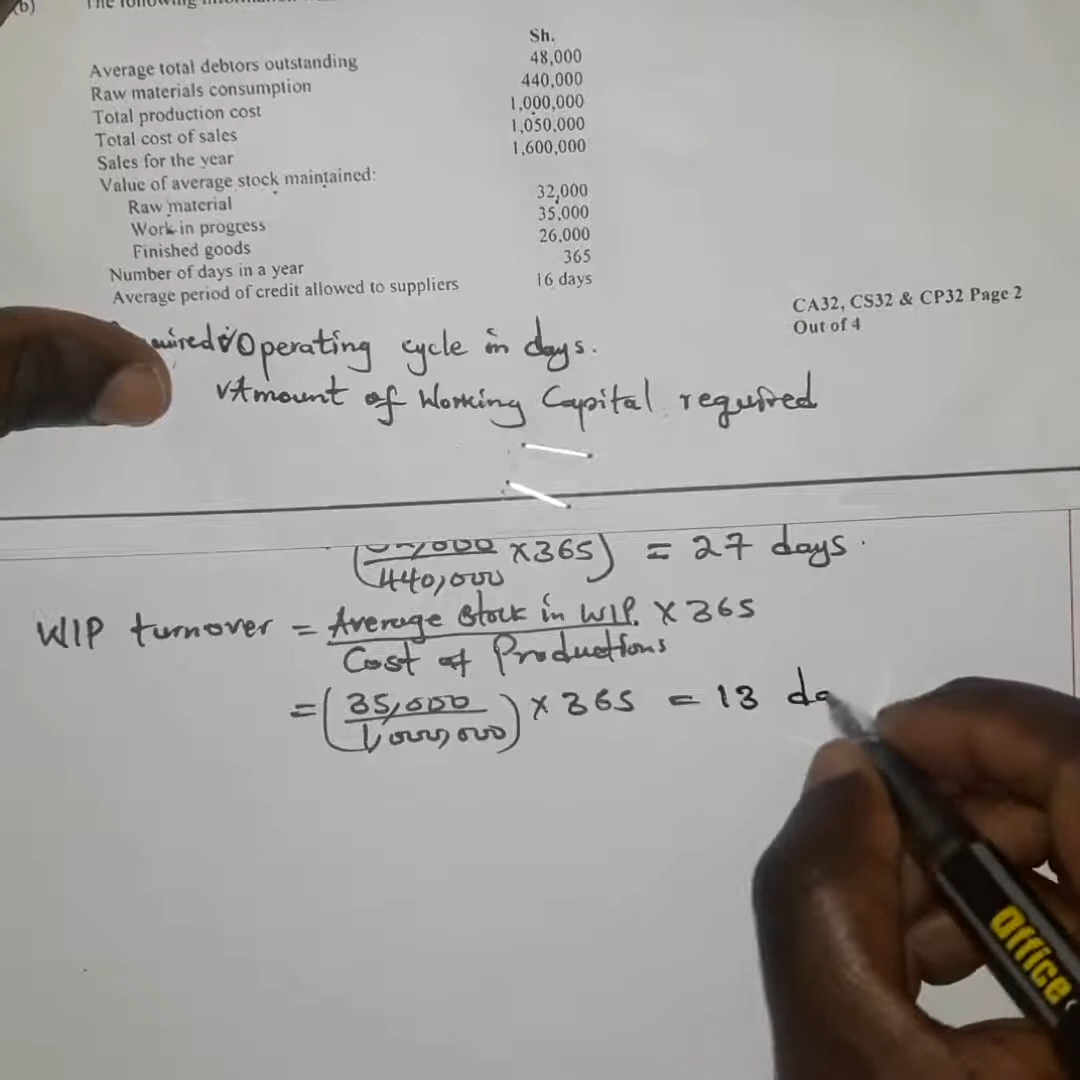 (b) The following information
Sh.
Average total debtors outstanding 48,000
Raw materials consumption 440,000
Total production cost 1,000,000
Total cost of sales 1,050,000
Sales for the year 1,600,000
Value of average stock maintained:
Raw material 32,000
Work in progress 35,000
Finished goods 26,000
Number of days in a year 365
Average period of credit allowed to suppliers 16 days
CA32, CS32 & CP32 Page 2
Out of 4
Operating cycle in days.
Amount of Working Capital required
440,000 x365) = 27 days.
WIP turnover = Average Stock in WIP. X 365
Cost of Productions
= (35,000 / 1,000,000) x 365 = 13 da
Office